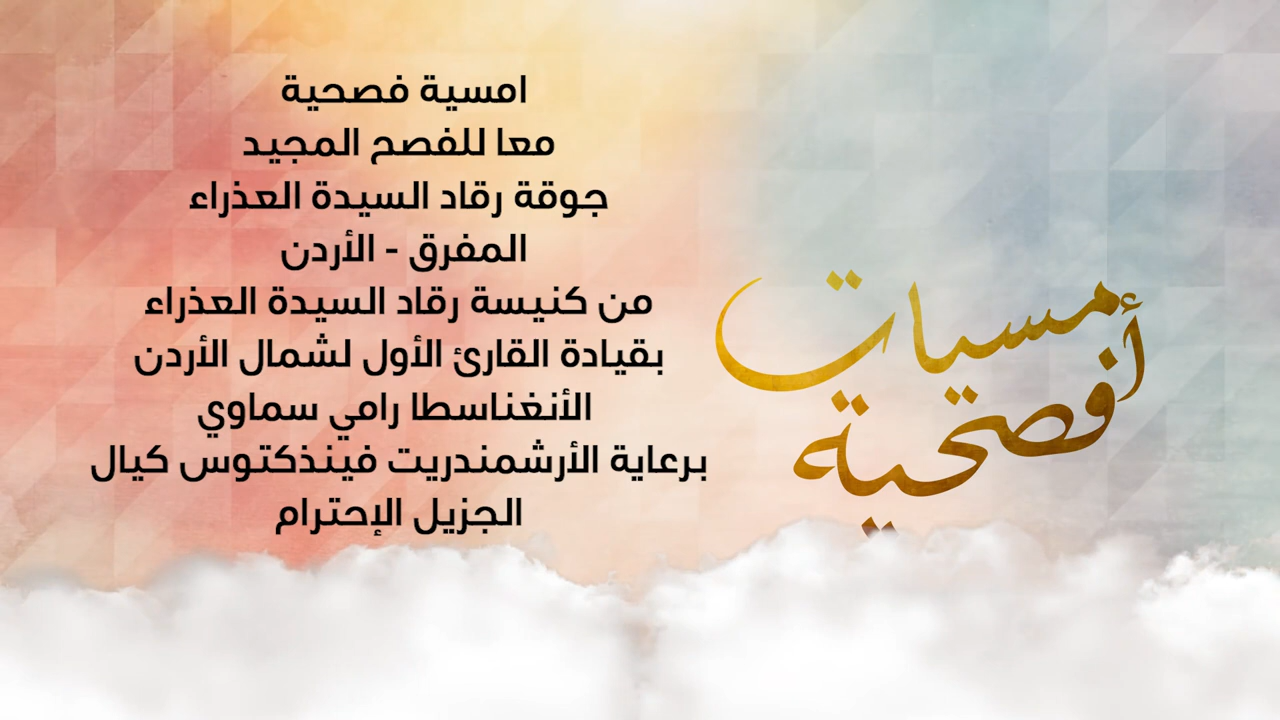 امسية فصحية
معا للفصح المجيد
جوقة رقاد السيدة العذراء
المفرق - الأردن
من كنيسة رقاد السيدة العذراء
بقيادة القارئ الأول لشمال الأردن
الأنغناسطا رامي سماوي
برعاية الأرشمندريت فينذكتوس كيال
الجزيل الإحترام
أمسيات
فصحية